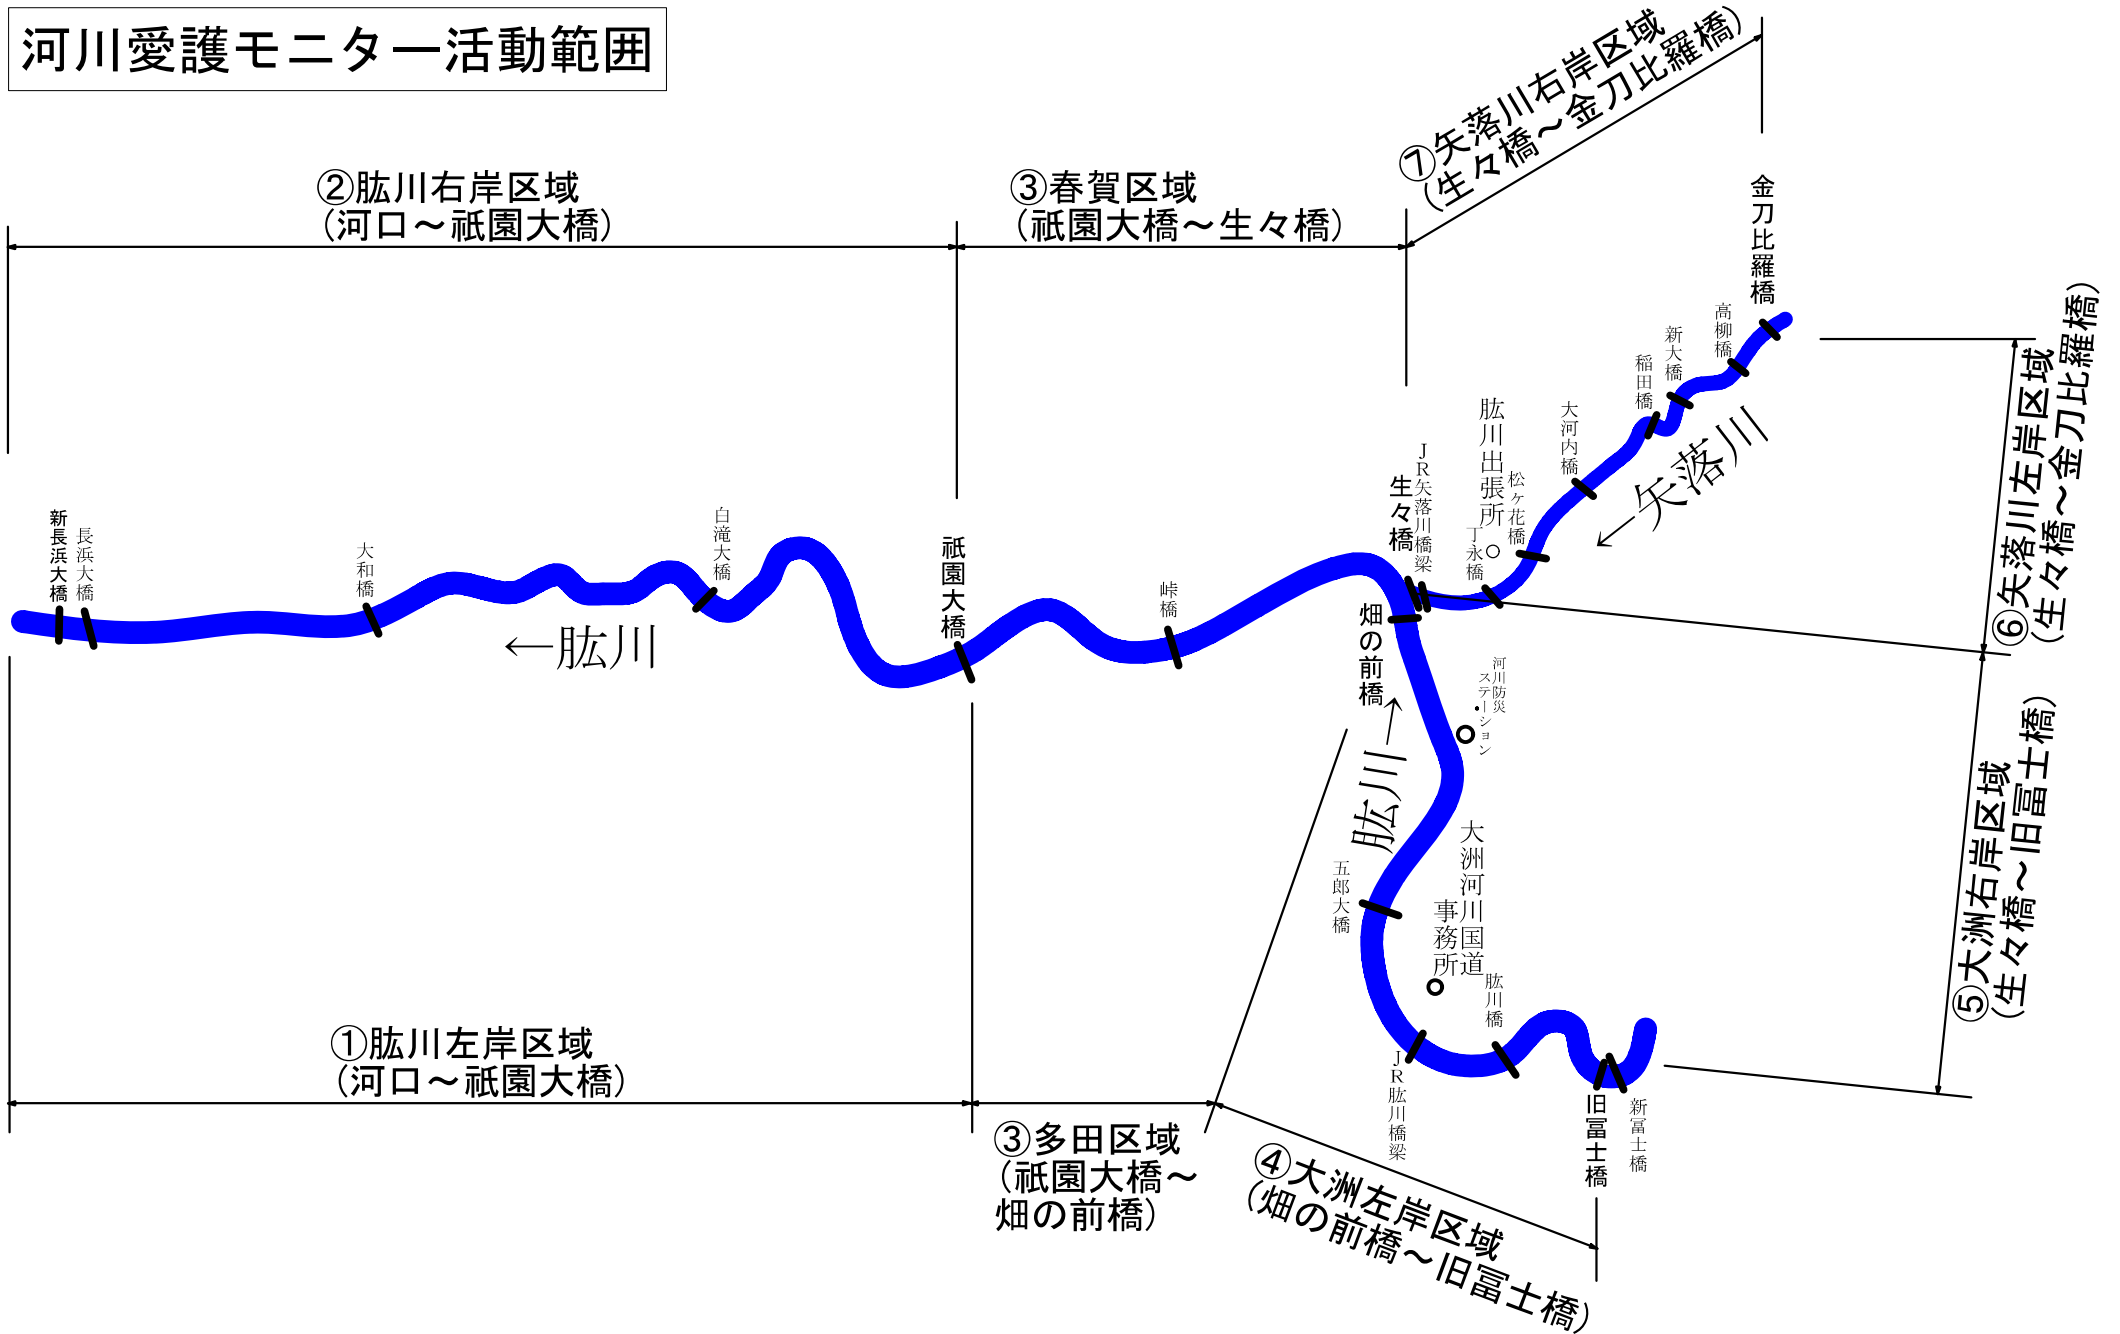 河川愛護モニター活動範囲
②肱川右岸区域
（河口～祇園大橋）
③春賀区域
（祇園大橋～生々橋）
⑦矢落川右岸区域
（生々橋～金刀比羅橋）
金刀比羅橋
高柳橋
新大橋
稲田橋
大河内橋
肱川出張所
松ヶ花橋
丁永橋
JR矢落川橋梁
生々橋
←矢落川
⑥矢落川左岸区域
（生々橋～金刀比羅橋）
新長浜大橋
長浜大橋
大和橋
白滝大橋
祇園大橋
峠橋
畑の前橋
←肱川
河川防災
ステーション
肱川→
⑤大洲右岸区域
（生々橋～旧冨士橋）
五郎大橋
大洲河川国道
事務所
肱川橋
JR肱川橋梁
旧冨士橋
新冨士橋
①肱川左岸区域
（河口～祇園大橋）
③多田区域
（祇園大橋～
畑の前橋）
④大洲左岸区域
（畑の前橋～旧冨士橋）